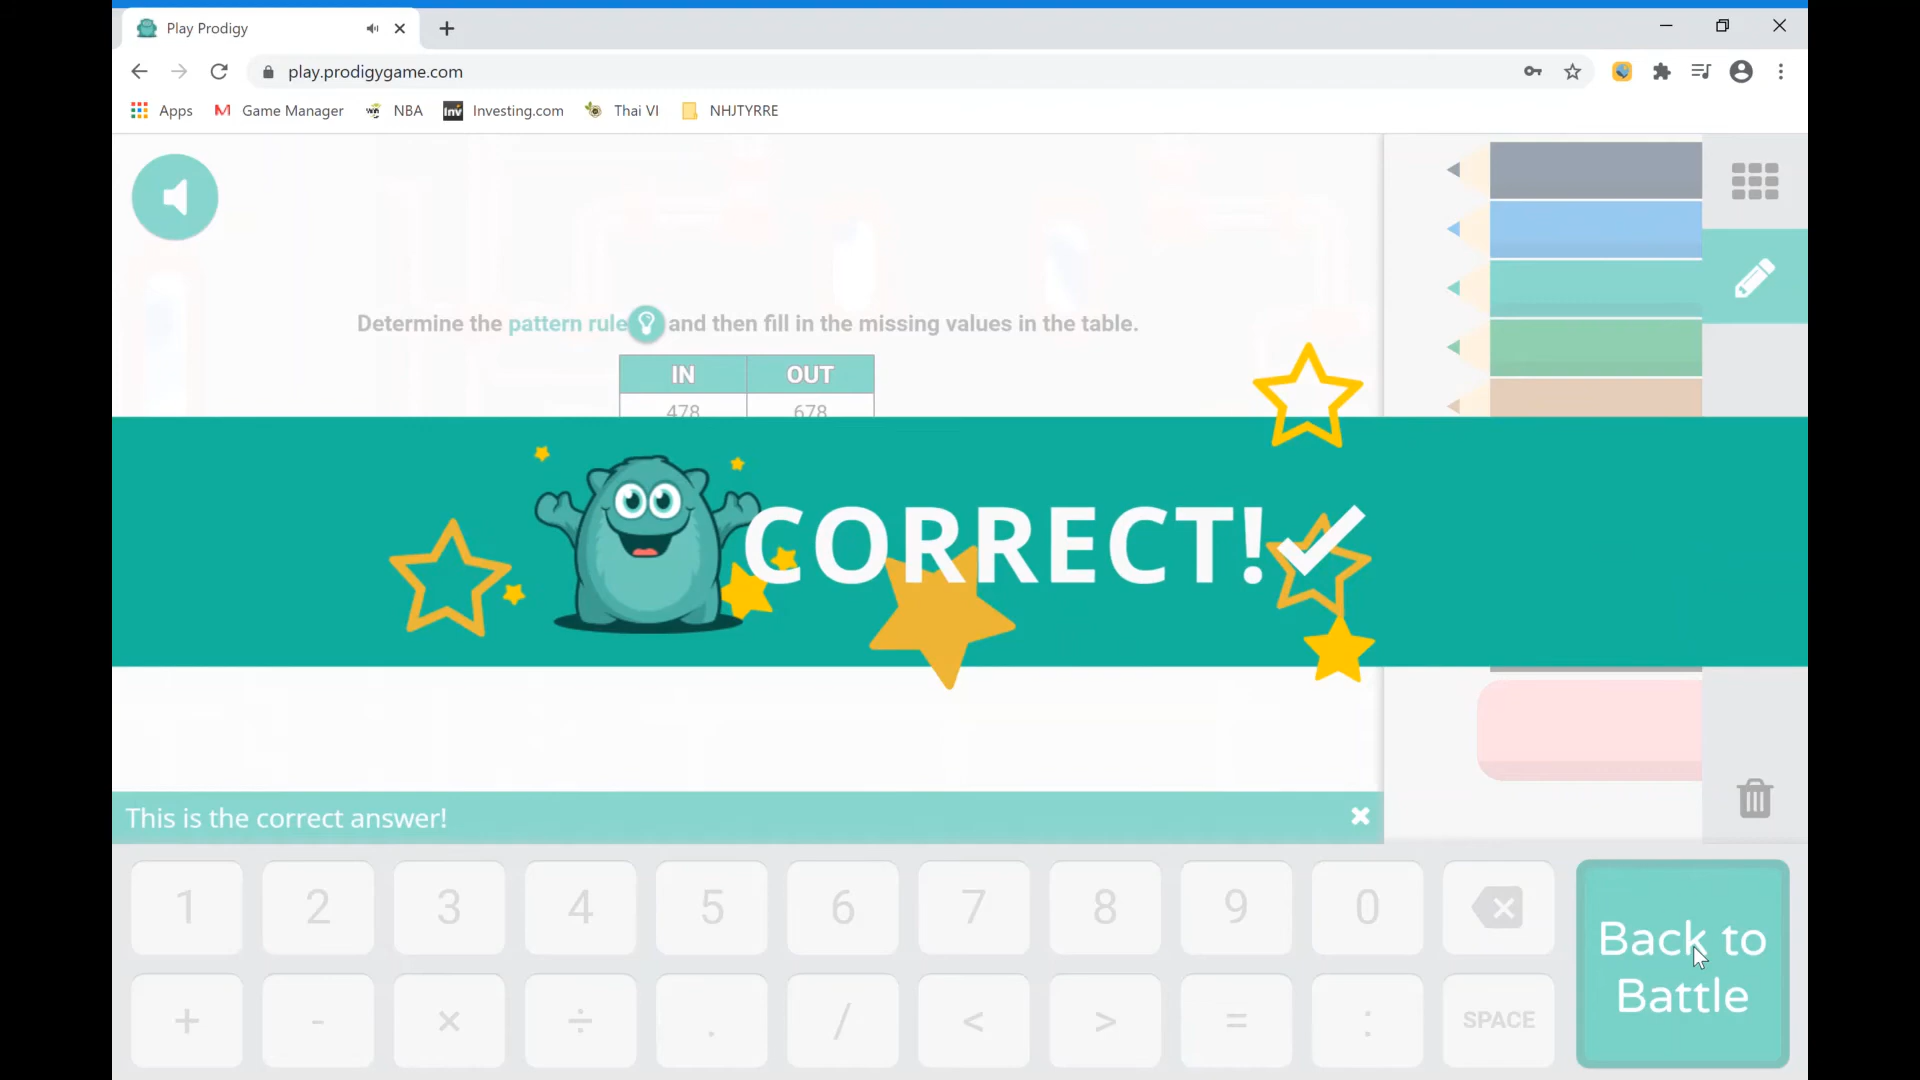 Play Prodigy
play.prodigygame.com
Apps Game Manager NBA Inv Investing.com Thai VI NHJTYRRE
Determine the pattern rule and then fill in the missing values in the table.
IN OUT
478 678
CORRECT!
This is the correct answer!
1 2 3 4 5 6 7 8 9 0
+ - × ÷ . / < > = : SPACE
Back to
Battle